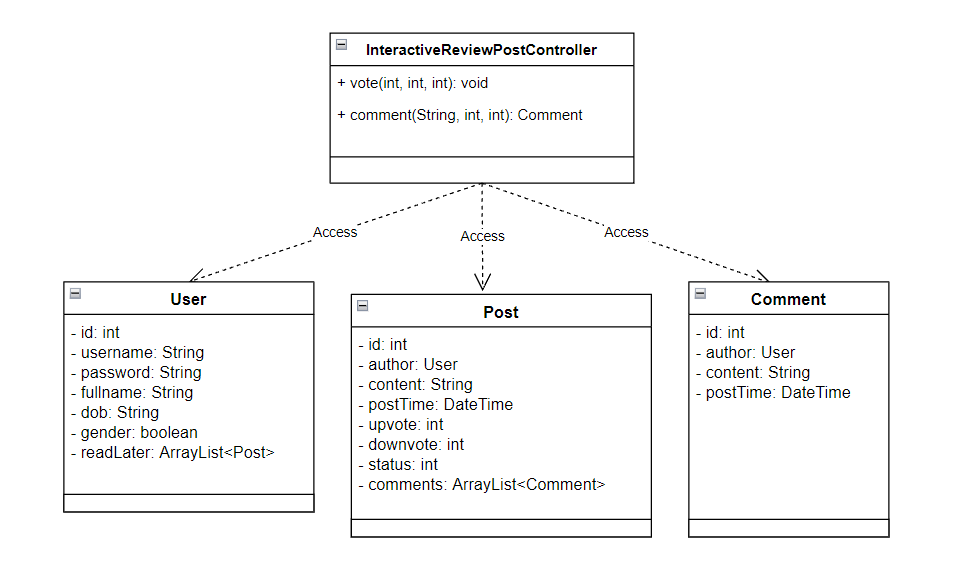 InteractiveReviewPostController
+ vote(int, int, int): void
+ comment(String, int, int): Comment
Access
Access
Access
User
- id: int
- username: String
- password: String
- fullname: String
- dob: String
- gender: boolean
- readLater: ArrayList<Post>
Post
- id: int
- author: User
- content: String
- postTime: DateTime
- upvote: int
- downvote: int
- status: int
- comments: ArrayList<Comment>
Comment
- id: int
- author: User
- content: String
- postTime: DateTime